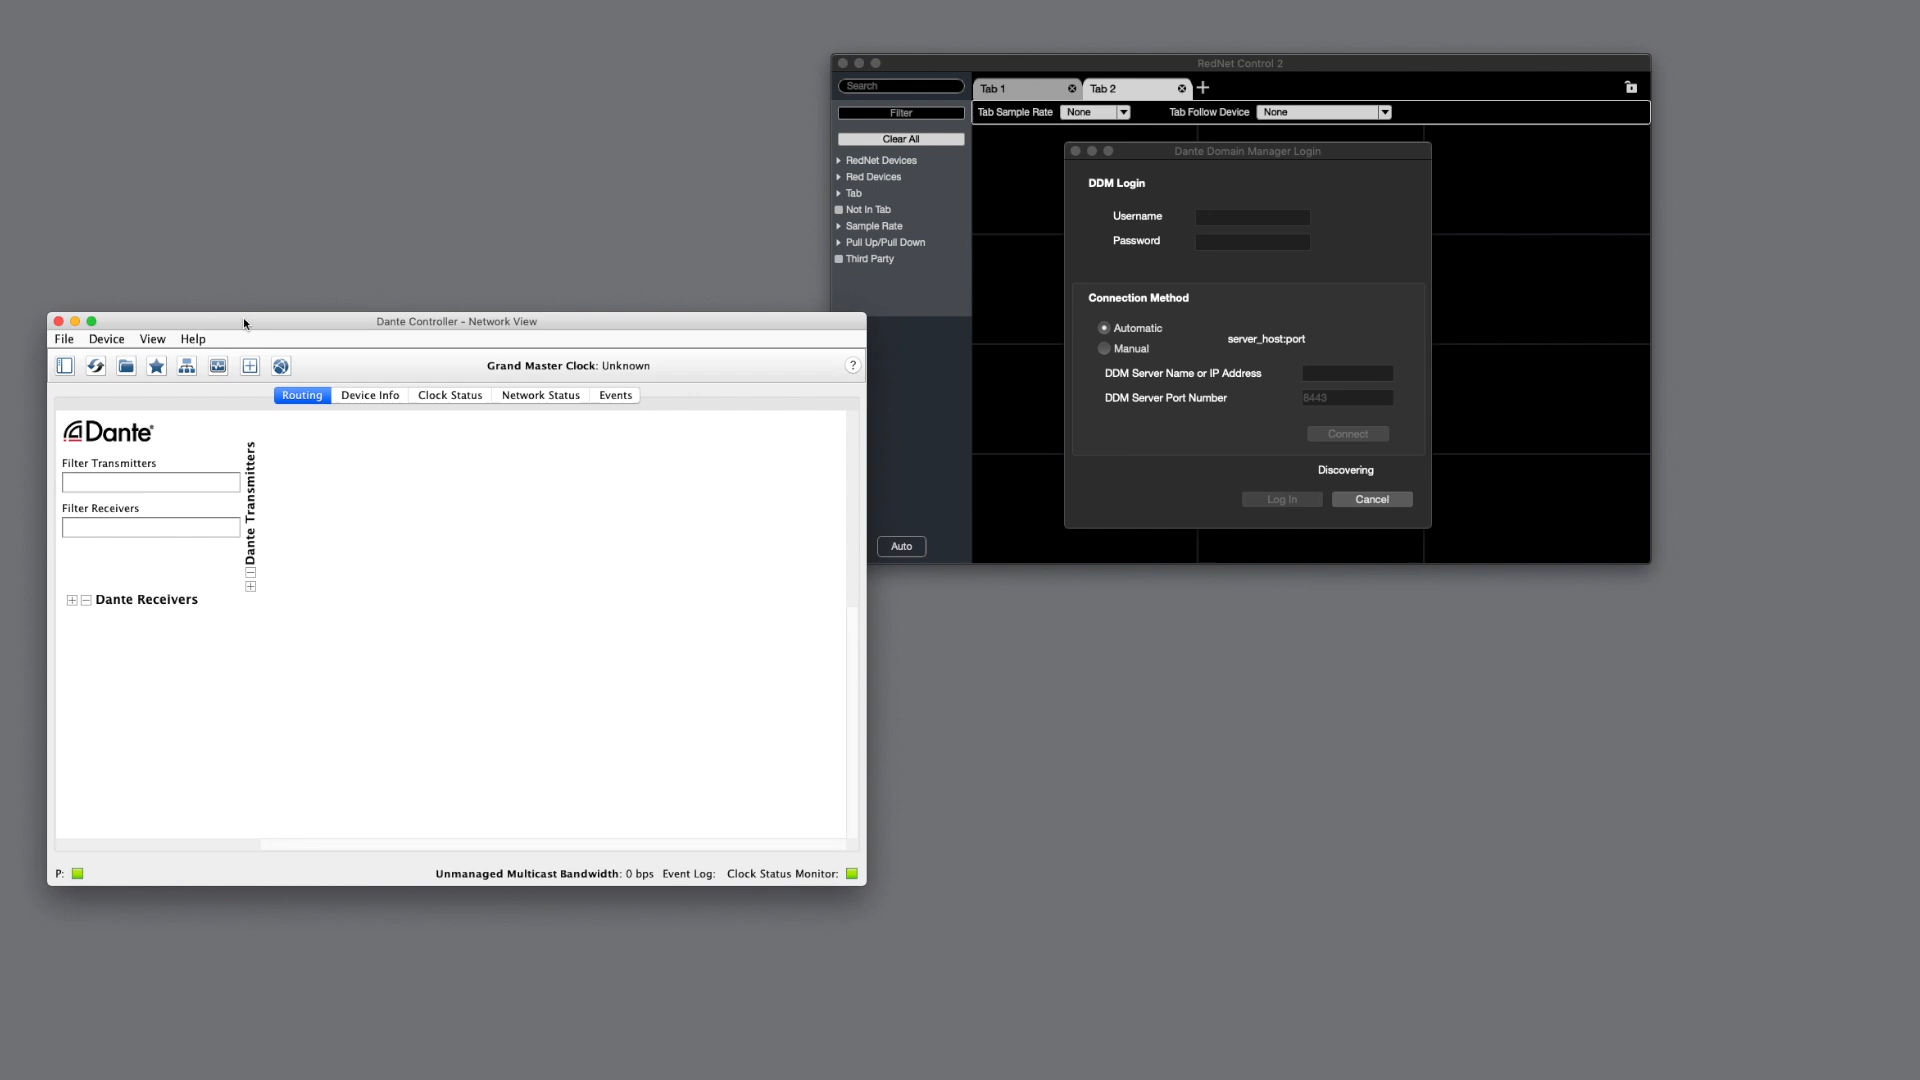 RedNet Control 2
Search
Tab 1
Tab 2
Filter
Tab Sample Rate
None
Tab Follow Device
None
Clear All
RedNet Devices
Red Devices
Tab
Not In Tab
Sample Rate
Pull Up/Pull Down
Third Party
Auto
Dante Domain Manager Login
DDM Login
Username
Password
Connection Method
Automatic
server_host:port
Manual
DDM Server Name or IP Address
DDM Server Port Number
8443
Connect
Discovering
Log In
Cancel
Dante Controller - Network View
File
Device
View
Help
Grand Master Clock: Unknown
?
Routing
Device Info
Clock Status
Network Status
Events
Dante®
Filter Transmitters
Filter Receivers
Dante Transmitters
Dante Receivers
P:
Unmanaged Multicast Bandwidth: 0 bps
Event Log:
Clock Status Monitor: